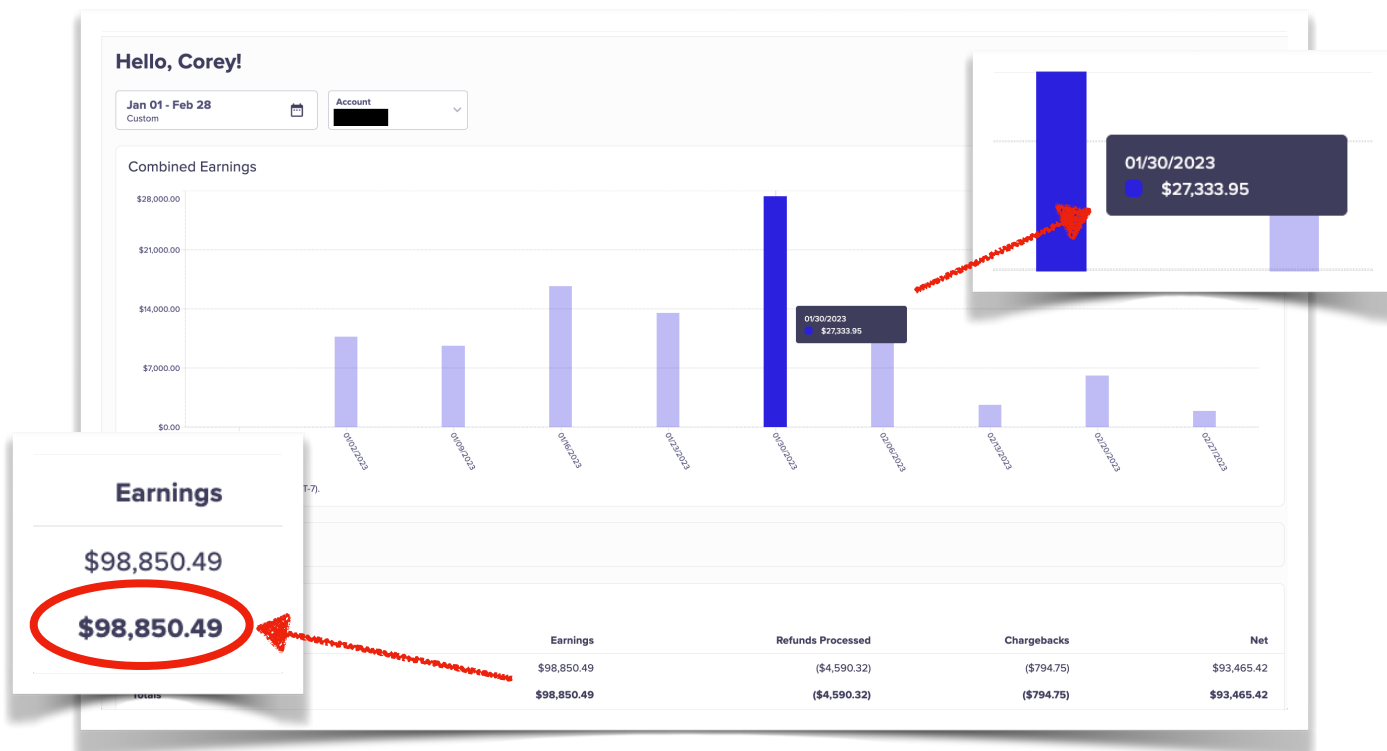 Hello, Corey!
Jan 01 - Feb 28
Custom
Account
Combined Earnings
$28,000.00
$21,000.00
$14,000.00
$7,000.00
$0.00
01/02/2023
01/09/2023
01/16/2023
01/23/2023
01/30/2023
02/06/2023
02/13/2023
02/20/2023
02/27/2023
01/30/2023
$27,333.95
01/30/2023
$27,333.95
T-7).
Earnings
$98,850.49
$98,850.49
Earnings Refunds Processed Chargebacks Net
$98,850.49 ($4,590.32) ($794.75) $93,465.42
Totals $98,850.49 ($4,590.32) ($794.75) $93,465.42